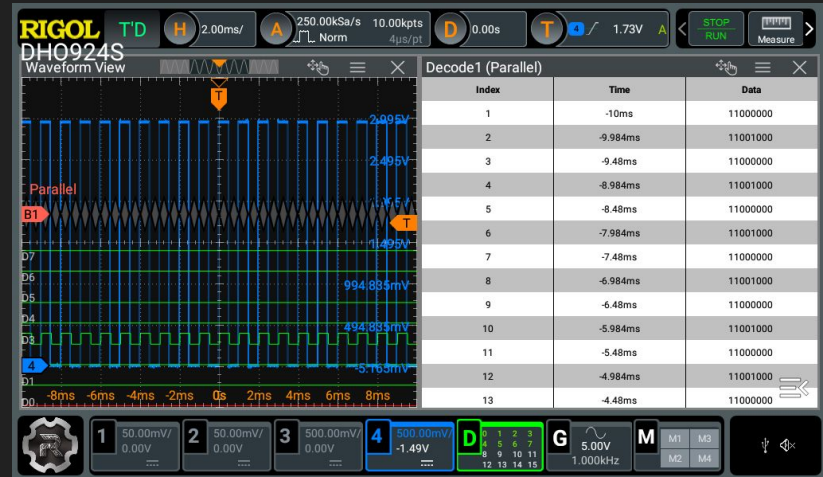 RIGOL T'D H 2.00ms/ A 250.00kSa/s 10.00kpts Norm 4μs/pt D 0.00s T 4 1.73V A STOP RUN Measure
DHO924S
Waveform View
Decode1 (Parallel)
Index Time Data
1 -10ms 11000000
2 -9.984ms 11001000
3 -9.48ms 11000000
4 -8.984ms 11001000
5 -8.48ms 11000000
6 -7.984ms 11001000
7 -7.48ms 11000000
8 -6.984ms 11001000
9 -6.48ms 11000000
10 -5.984ms 11001000
11 -5.48ms 11000000
12 -4.984ms 11001000
13 -4.48ms 11000000
T
2.995V
2.495V
Parallel
B1
T
1.495V
D7
D6
994.835mV
D5
D4
494.835mV
D3
4
-5.165mV
D1
D0
-8ms -6ms -4ms -2ms 0s 2ms 4ms 6ms 8ms
1 50.00mV/ 0.00V
2 50.00mV/ 0.00V
3 500.00mV/ 0.00V
4 500.00mV/ -1.49V
D 0 1 2 3
4 5 6 7
8 9 10 11
12 13 14 15
G 5.00V 1.000kHz
M M1 M3
M2 M4